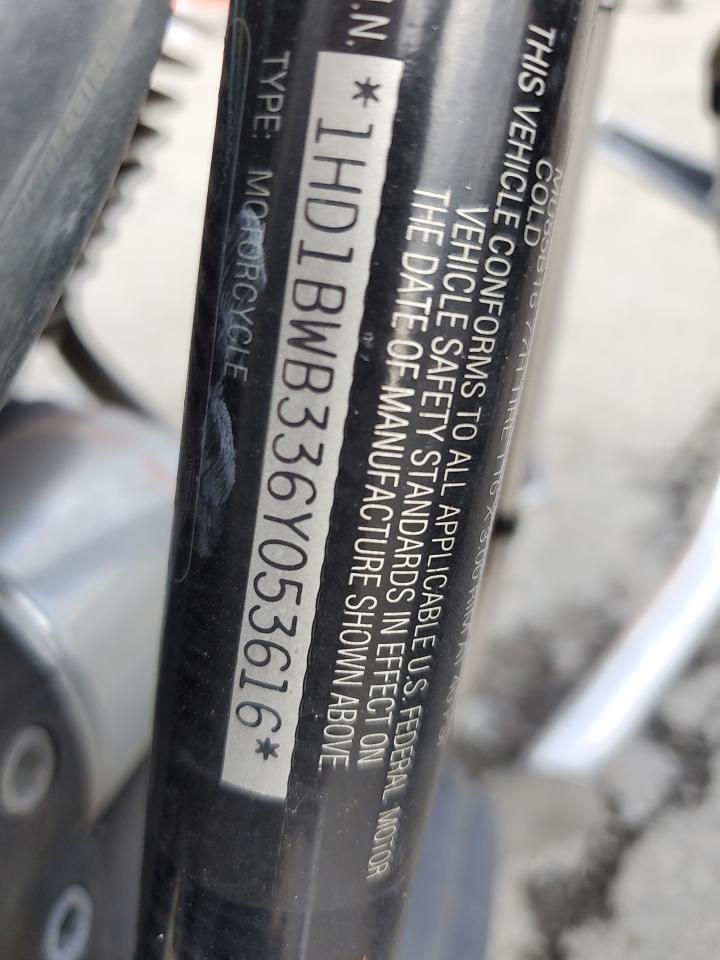 TIRE
COLD
THIS VEHICLE CONFORMS TO ALL APPLICABLE U.S. FEDERAL MOTOR
VEHICLE SAFETY STANDARDS IN EFFECT ON
THE DATE OF MANUFACTURE SHOWN ABOVE.
.I.N. *1HD1BWB336Y053616*
TYPE: MOTORCYCLE